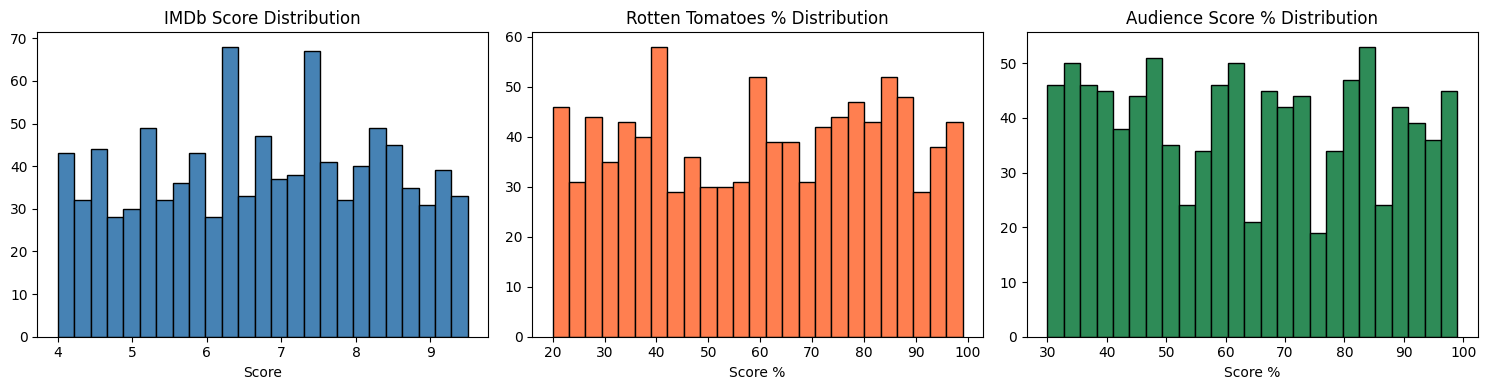 IMDb Score Distribution
70
60
50
40
30
20
10
0
4 5 6 7 8 9
Score
Rotten Tomatoes % Distribution
60
50
40
30
20
10
0
20 30 40 50 60 70 80 90 100
Score %
Audience Score % Distribution
50
40
30
20
10
0
30 40 50 60 70 80 90 100
Score %